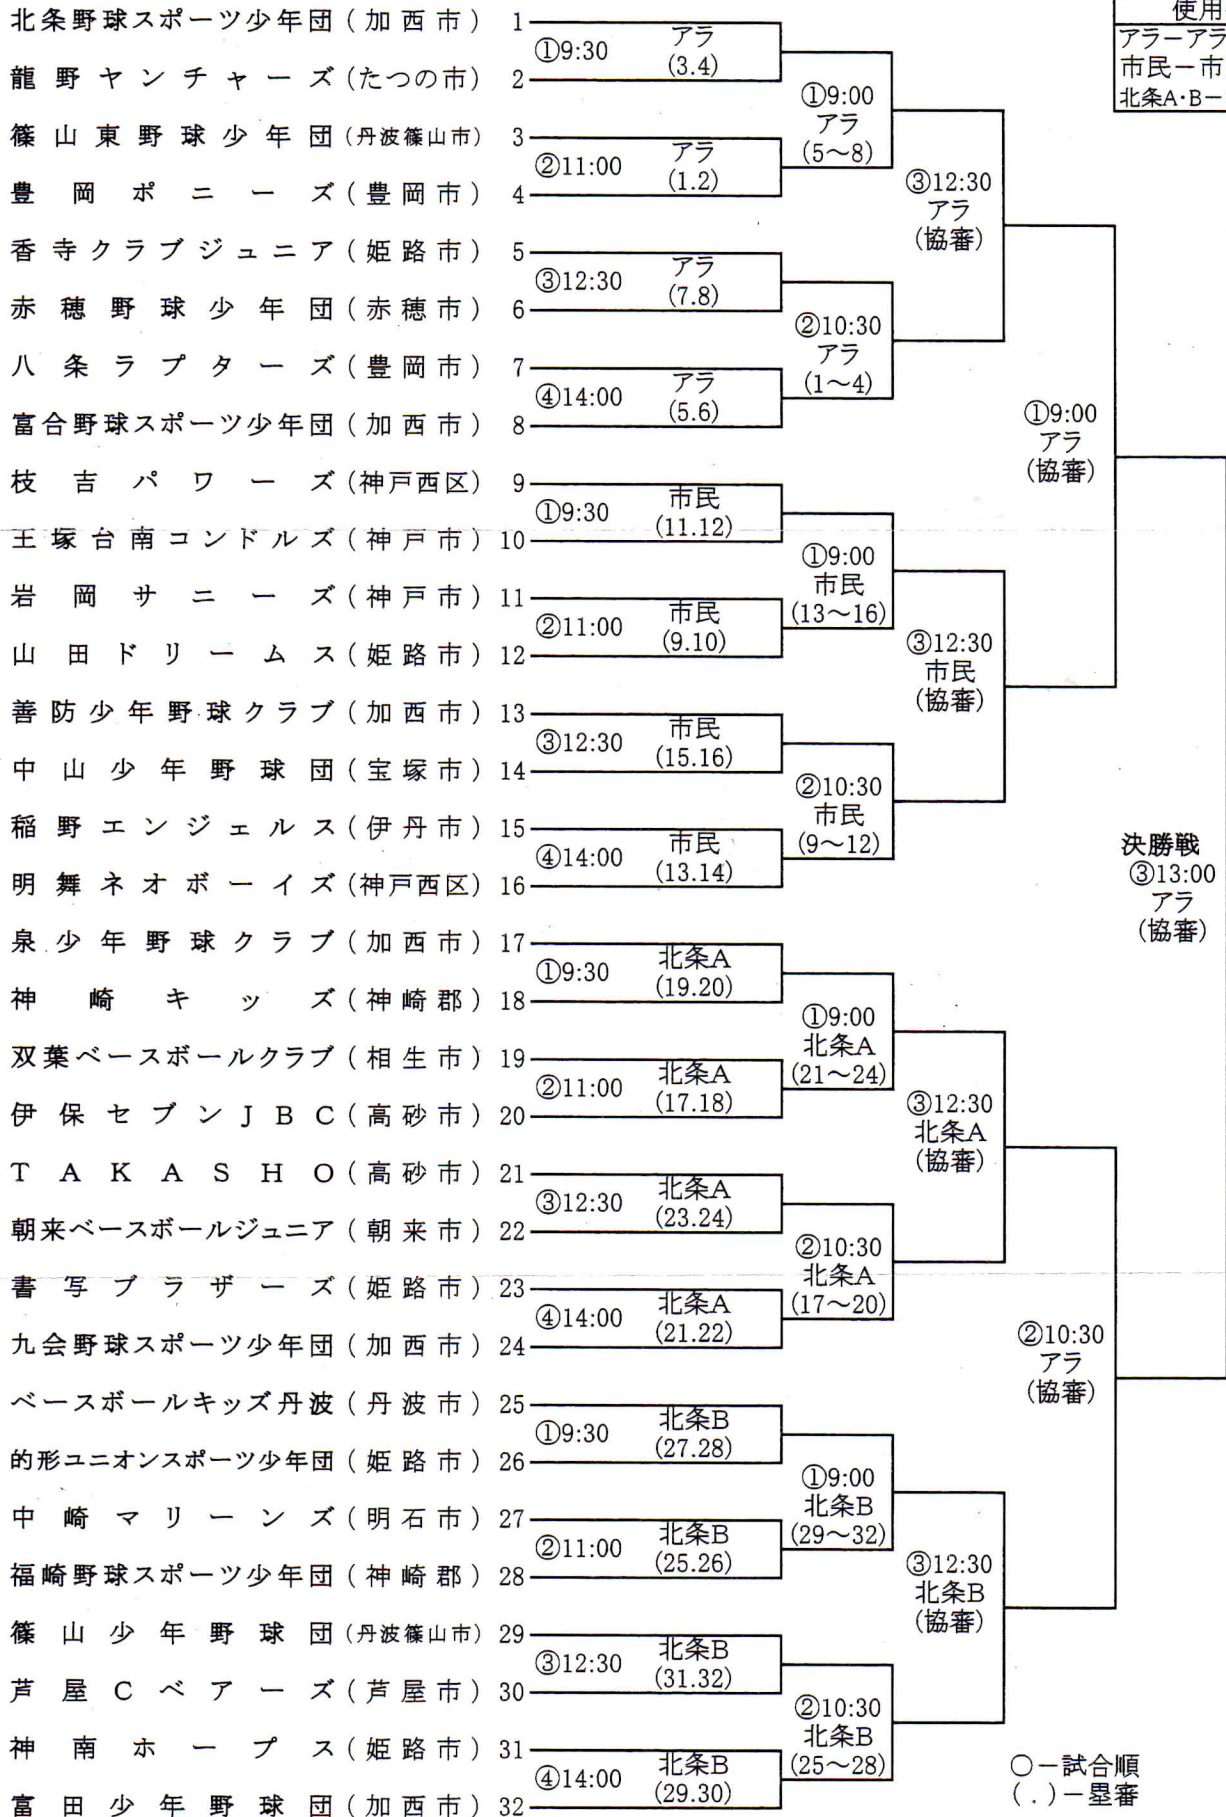 北条野球スポーツ少年団(加西市) 1
①9:30 アラ
(3.4)
龍野ヤンチャーズ(たつの市) 2
①9:00
アラ
(5～8)
篠山東野球少年団(丹波篠山市) 3
②11:00 アラ
(1.2)
豊岡ポニーズ(豊岡市) 4
③12:30
アラ
(協審)
香寺クラブジュニア(姫路市) 5
③12:30 アラ
(7.8)
赤穂野球少年団(赤穂市) 6
②10:30
アラ
(1～4)
八条ラプターズ(豊岡市) 7
④14:00 アラ
(5.6)
富合野球スポーツ少年団(加西市) 8
①9:00
アラ
(協審)
枝吉パワーズ(神戸西区) 9
①9:30 市民
(11.12)
王塚台南コンドルズ(神戸市) 10
①9:00
市民
(13～16)
岩岡サニーズ(神戸市) 11
②11:00 市民
(9.10)
山田ドリームス(姫路市) 12
③12:30
市民
(協審)
善防少年野球クラブ(加西市) 13
③12:30 市民
(15.16)
中山少年野球団(宝塚市) 14
②10:30
市民
(9～12)
稲野エンジェルス(伊丹市) 15
④14:00 市民
(13.14)
明舞ネオボーイズ(神戸西区) 16
決勝戦
③13:00
アラ
(協審)
泉少年野球クラブ(加西市) 17
①9:30 北条A
(19.20)
神崎キッズ(神崎郡) 18
①9:00
北条A
(21～24)
双葉ベースボールクラブ(相生市) 19
②11:00 北条A
(17.18)
伊保セブンJBC(高砂市) 20
③12:30
北条A
(協審)
TAKASHO(高砂市) 21
③12:30 北条A
(23.24)
朝来ベースボールジュニア(朝来市) 22
②10:30
北条A
(17～20)
書写ブラザーズ(姫路市) 23
④14:00 北条A
(21.22)
九会野球スポーツ少年団(加西市) 24
②10:30
アラ
(協審)
ベースボールキッズ丹波(丹波市) 25
①9:30 北条B
(27.28)
的形ユニオンスポーツ少年団(姫路市) 26
①9:00
北条B
(29～32)
中崎マリーンズ(明石市) 27
②11:00 北条B
(25.26)
福崎野球スポーツ少年団(神崎郡) 28
③12:30
北条B
(協審)
篠山少年野球団(丹波篠山市) 29
③12:30 北条B
(31.32)
芦屋Cベアーズ(芦屋市) 30
②10:30
北条B
(25～28)
神南ホープス(姫路市) 31
④14:00 北条B
(29.30)
富田少年野球団(加西市) 32
使用
アラーアラ
市民ー市
北条A･Bー
○ー試合順
(.)ー塁審